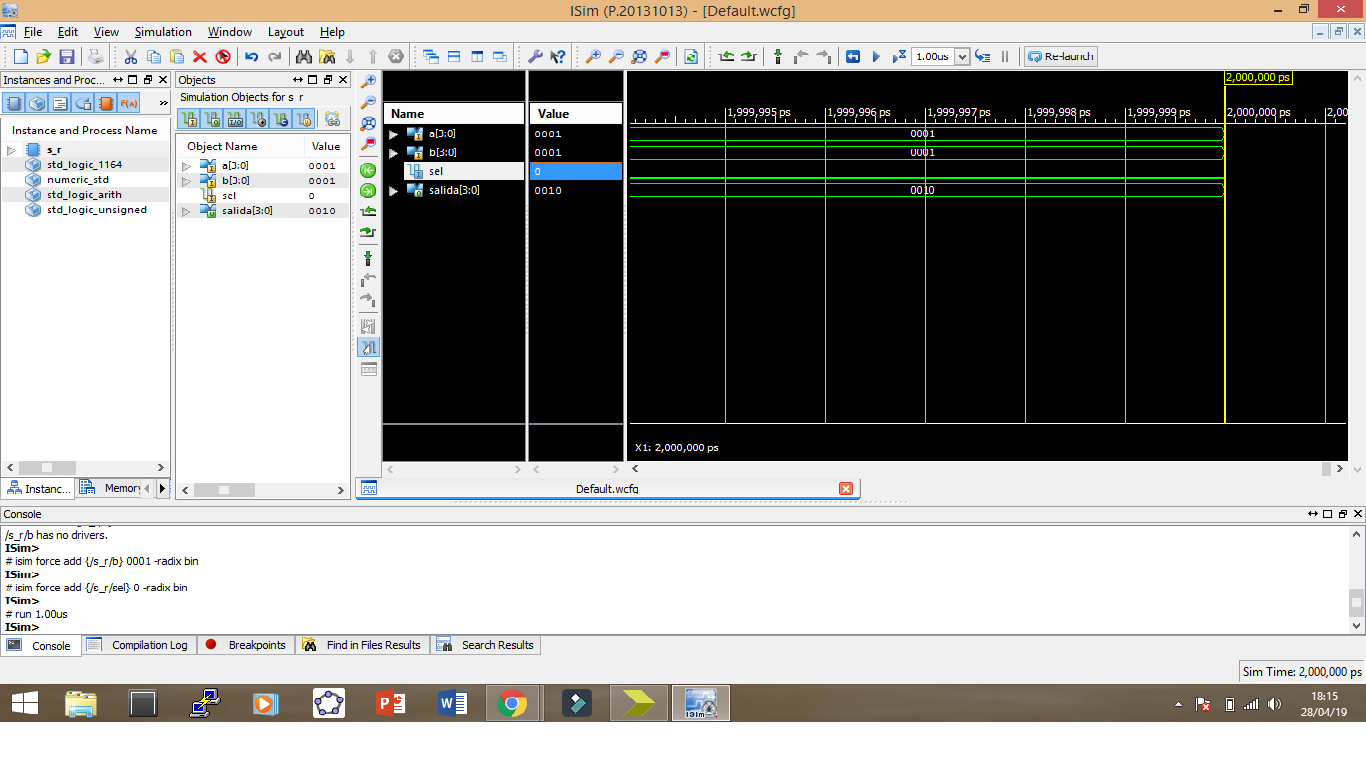 ISim (P.20131013) - [Default.wcfg]
File Edit View Simulation Window Layout Help
1.00us Re-launch
Instances and Proc...
F(A) »
Instance and Process Name
s_r
std_logic_1164
numeric_std
std_logic_arith
std_logic_unsigned
Instanc... Memory
Objects
Simulation Objects for s_r
Object Name Value
a[3:0] 0001
b[3:0] 0001
sel 0
salida[3:0] 0010
Name Value
a[3:0] 0001
b[3:0] 0001
sel 0
salida[3:0] 0010
2,000,000 ps
1,999,995 ps 1,999,996 ps 1,999,997 ps 1,999,998 ps 1,999,999 ps 2,000,000 ps 2,00
0001
0001
0010
X1: 2,000,000 ps
Default.wcfg
Console
/s_r/b has no drivers.
ISim>
# isim force add {/s_r/b} 0001 -radix bin
ISim>
# isim force add {/s_r/sel} 0 -radix bin
ISim>
# run 1.00us
ISim>
Console Compilation Log Breakpoints Find in Files Results Search Results
Sim Time: 2,000,000 ps
ISim
18:15
28/04/19